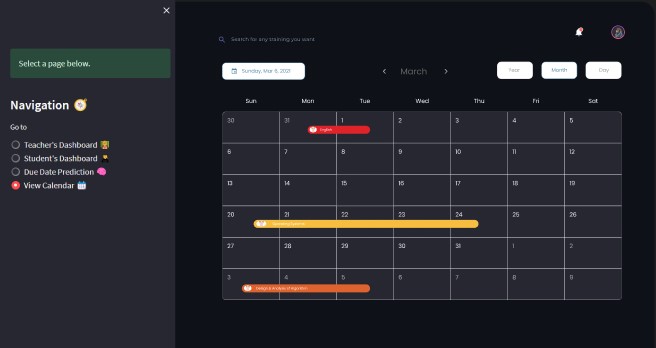 Select a page below.
Navigation
Go to
Teacher's Dashboard
Student's Dashboard
Due Date Prediction
View Calendar
Search for any training you want
Sunday, Mar 6, 2021
March
Year
Month
Day
Sun Mon Tue Wed Thu Fri Sat
30 31 1 2 3 4 5
English
6 7 8 9 10 11 12
13 14 15 16 17 18 19
20 21 22 23 24 25 26
27 28 29 30 31 1 2
3 4 5 6 7 8 9